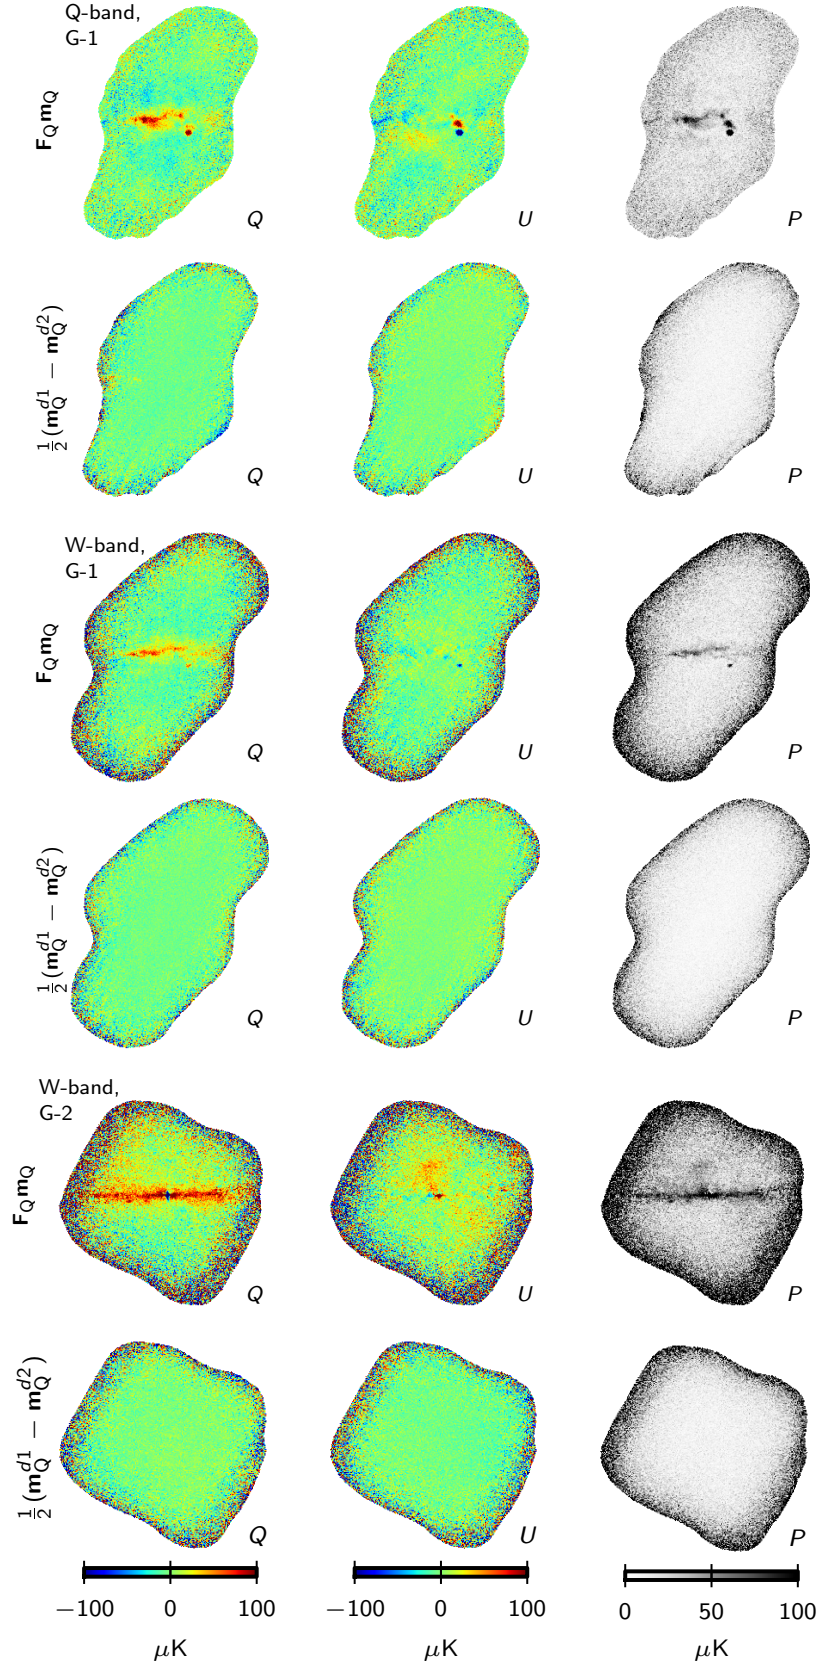 Q-band,
G-1
F_Q m_Q
Q
U
P
½(m_Q^{d1} − m_Q^{d2})
Q
U
P
W-band,
G-1
F_Q m_Q
Q
U
P
½(m_Q^{d1} − m_Q^{d2})
Q
U
P
W-band,
G-2
F_Q m_Q
Q
U
P
½(m_Q^{d1} − m_Q^{d2})
Q
U
P
−100 0 100
−100 0 100
0 50 100
μK
μK
μK